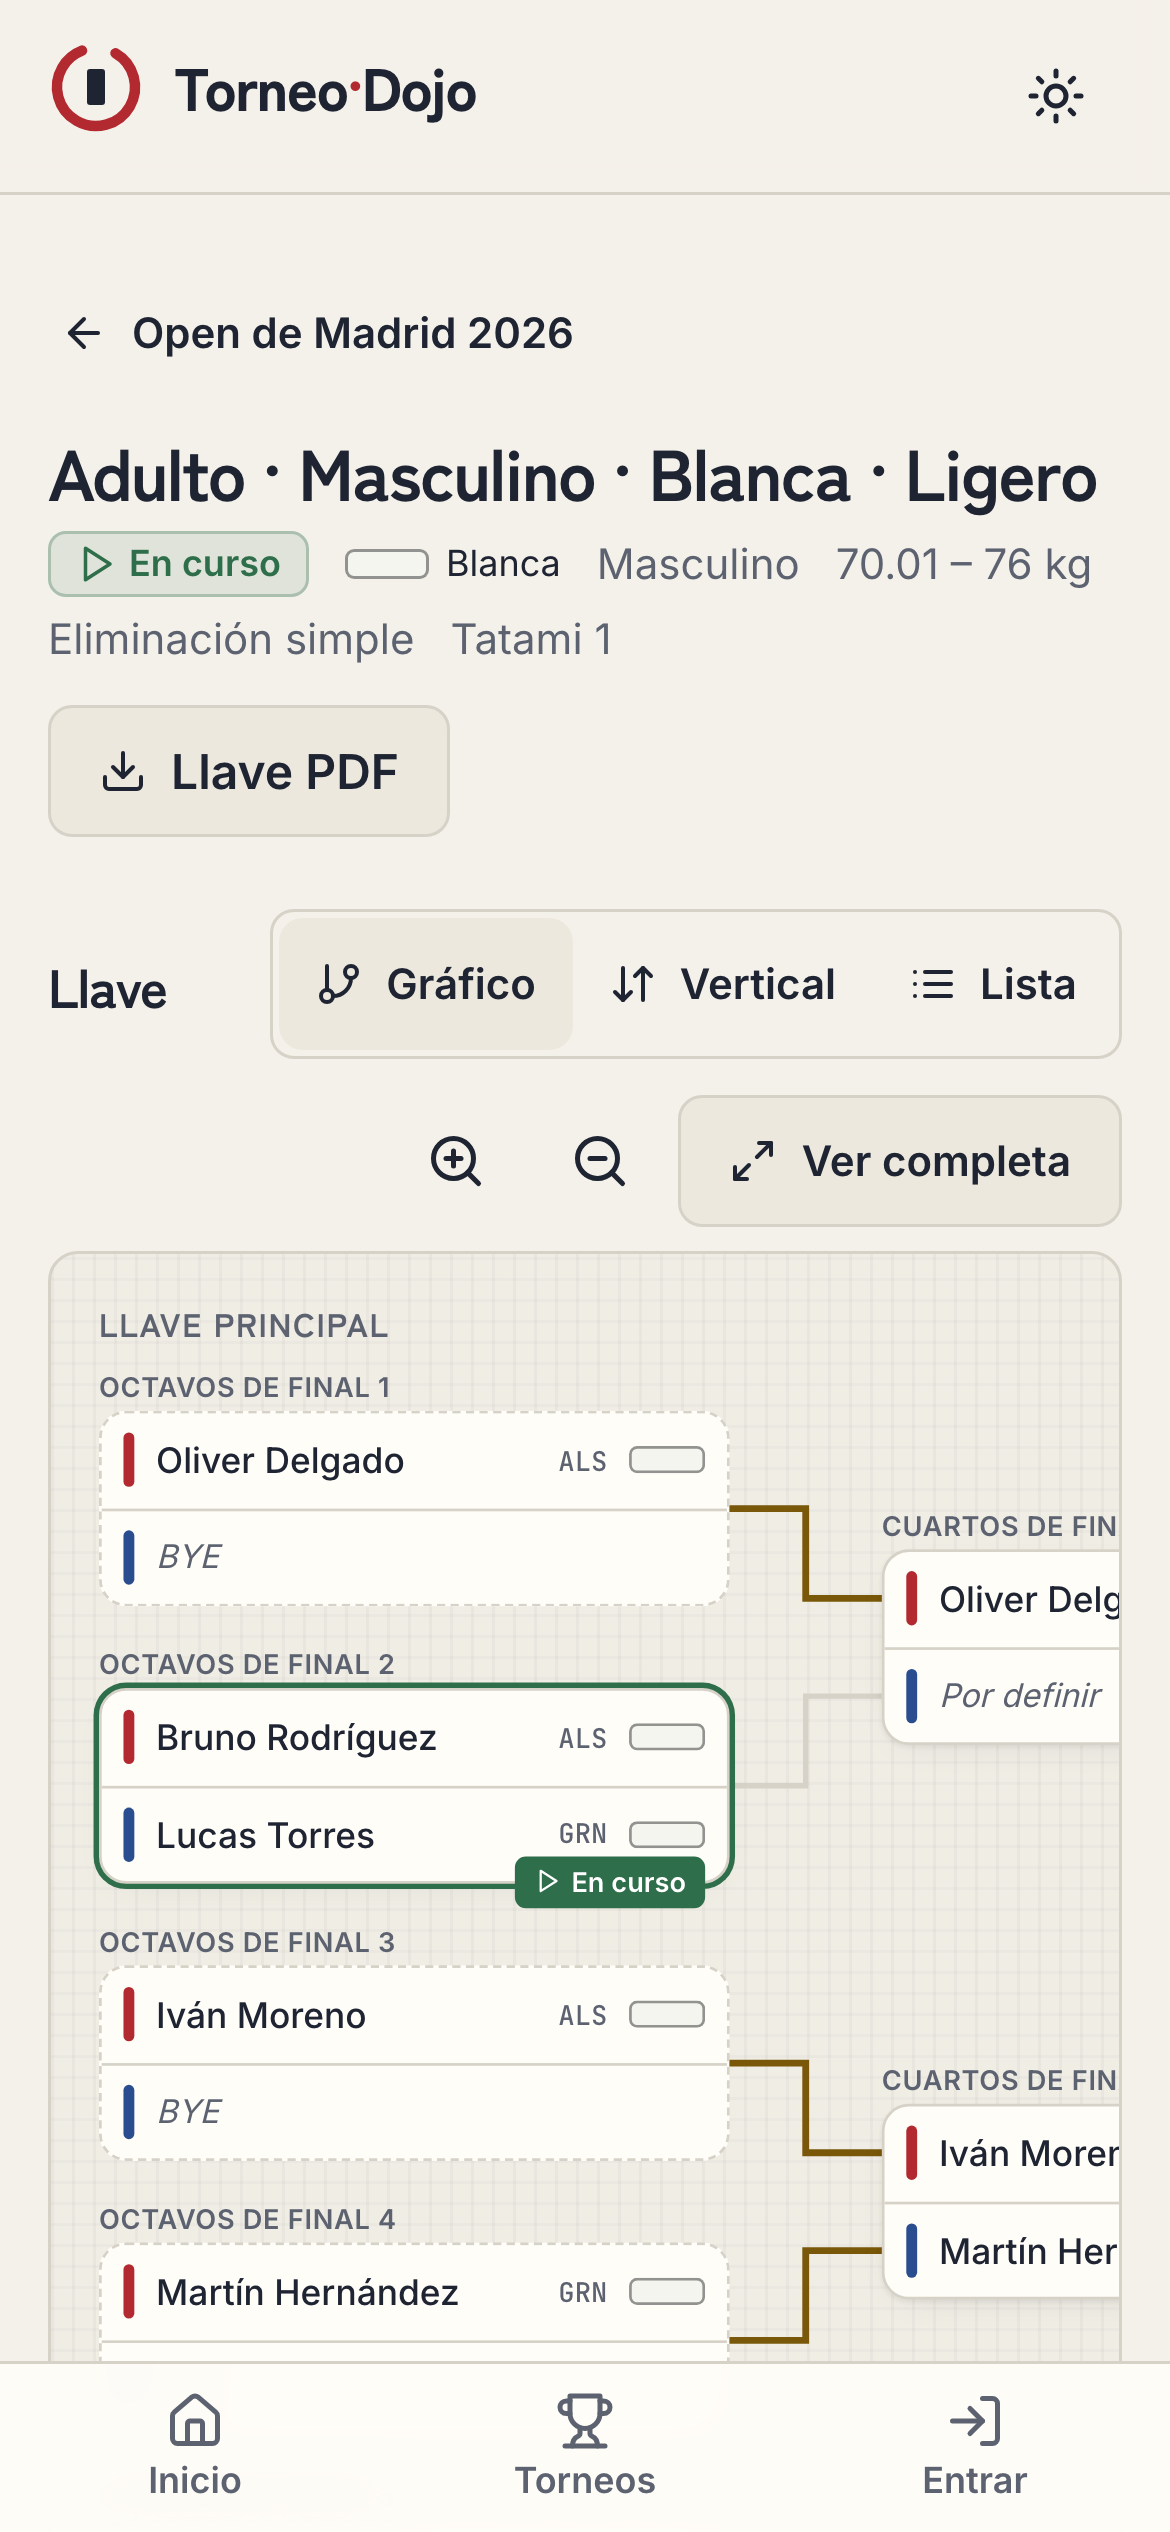 Torneo·Dojo
Open de Madrid 2026
Adulto · Masculino · Blanca · Ligero
En curso Blanca Masculino 70.01 – 76 kg
Eliminación simple Tatami 1
Llave PDF
Llave Gráfico Vertical Lista
Ver completa
LLAVE PRINCIPAL
OCTAVOS DE FINAL 1
Oliver Delgado ALS
BYE
CUARTOS DE FIN
Oliver Delg
Por definir
OCTAVOS DE FINAL 2
Bruno Rodríguez ALS
Lucas Torres GRN
En curso
OCTAVOS DE FINAL 3
Iván Moreno ALS
BYE
CUARTOS DE FIN
Iván Morer
Martín Her
OCTAVOS DE FINAL 4
Martín Hernández GRN
Inicio Torneos Entrar